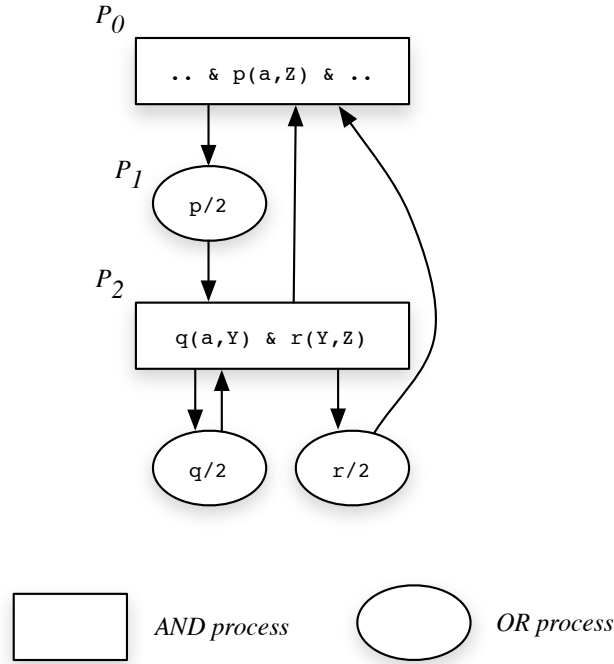 P0
.. & p(a,Z) & ..
P1
p/2
P2
q(a,Y) & r(Y,Z)
q/2
r/2
AND process
OR process